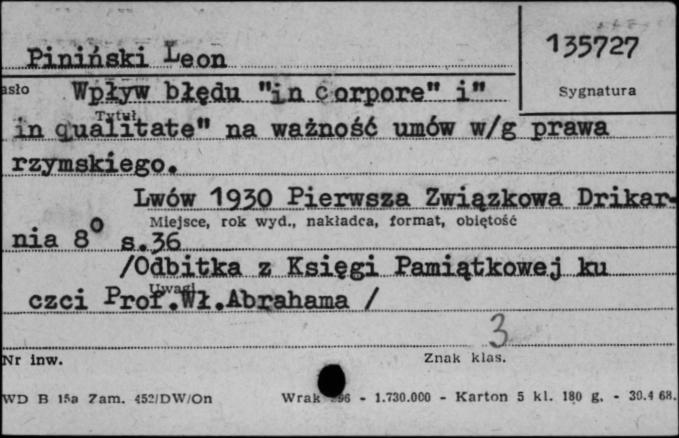 Piniński Leon
135727
asło
Sygnatura
Wpływ błędu "in corpore" i"
Tytuł
in qualitate" na ważność umów w/g prawa
rzymskiego.
Lwów 1930 Pierwsza Związkowa Drikar-
Miejsce, rok wyd., nakładca, format, obiętość
nia 8° s.36
/Odbitka z Księgi Pamiątkowej ku
Uwagi
czci Prof.Wł.Abrahama /
3
Nr inw.
Znak klas.
WD B 15a Zam. 452/DW/On
Wrak 96 - 1.730.000 - Karton 5 kl. 180 g. - 30.4 68.